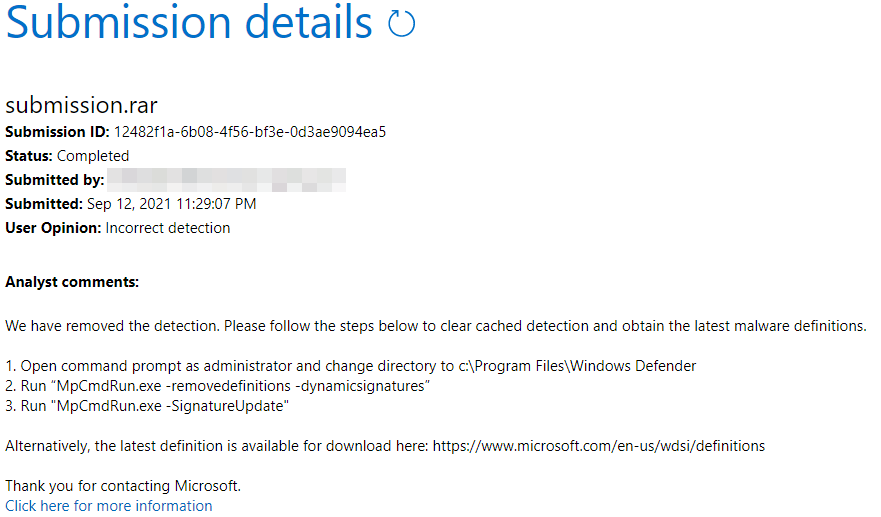 Submission details
submission.rar
Submission ID: 12482f1a-6b08-4f56-bf3e-0d3ae9094ea5
Status: Completed
Submitted by:
Submitted: Sep 12, 2021 11:29:07 PM
User Opinion: Incorrect detection
Analyst comments:
We have removed the detection. Please follow the steps below to clear cached detection and obtain the latest malware definitions.
1. Open command prompt as administrator and change directory to c:\Program Files\Windows Defender
2. Run “MpCmdRun.exe -removedefinitions -dynamicsignatures”
3. Run "MpCmdRun.exe -SignatureUpdate"
Alternatively, the latest definition is available for download here: https://www.microsoft.com/en-us/wdsi/definitions
Thank you for contacting Microsoft.
Click here for more information